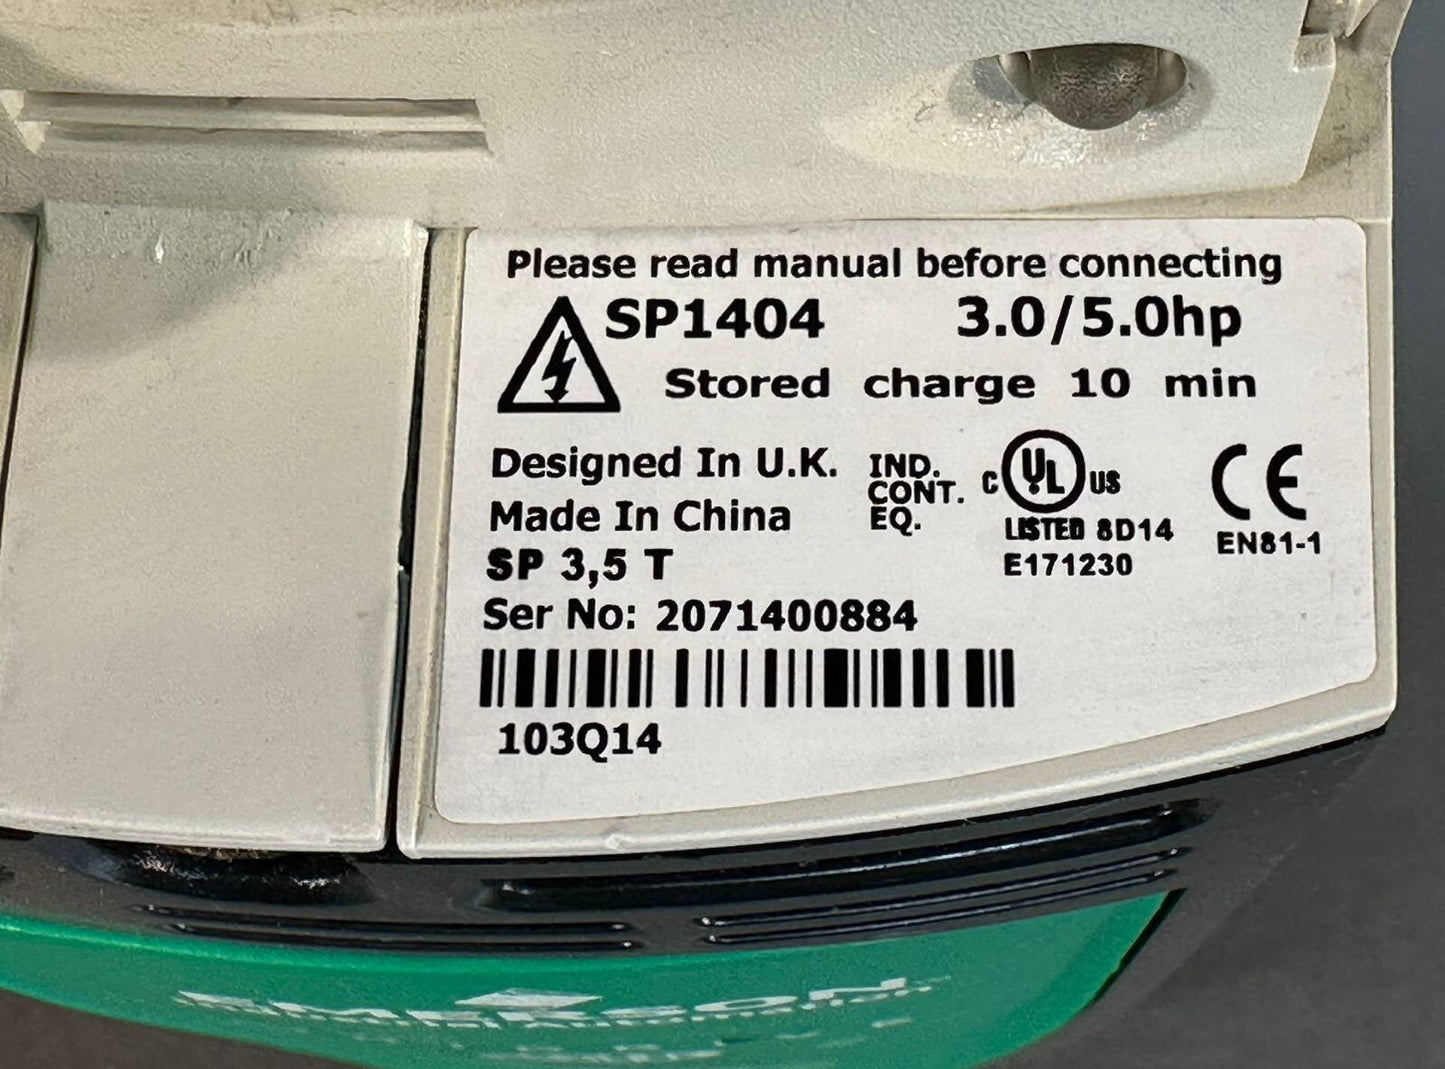 Please read manual before connecting
SP1404 3.0/5.0hp
Stored charge 10 min
Designed In U.K.
Made In China
SP 3,5 T
IND.
CONT.
EQ.
C UL US
LISTED 8D14
E171230
CE
EN81-1
Ser No: 2071400884
103Q14
EMERSON